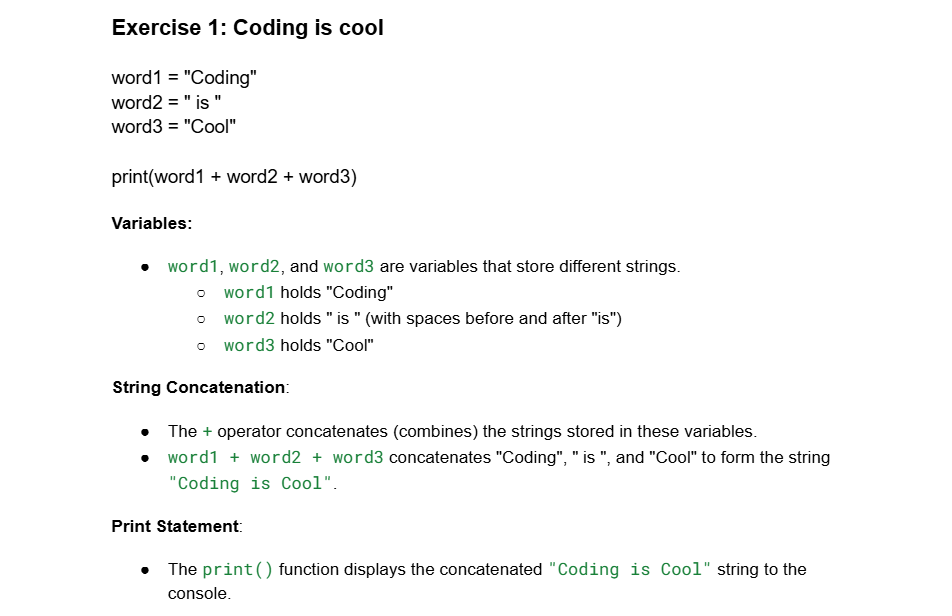 Exercise 1: Coding is cool
word1 = "Coding"
word2 = " is "
word3 = "Cool"
print(word1 + word2 + word3)
Variables:
● word1, word2, and word3 are variables that store different strings.
○ word1 holds "Coding"
○ word2 holds " is " (with spaces before and after "is")
○ word3 holds "Cool"
String Concatenation:
● The + operator concatenates (combines) the strings stored in these variables.
● word1 + word2 + word3 concatenates "Coding", " is ", and "Cool" to form the string
"Coding is Cool".
Print Statement:
● The print() function displays the concatenated "Coding is Cool" string to the
console.